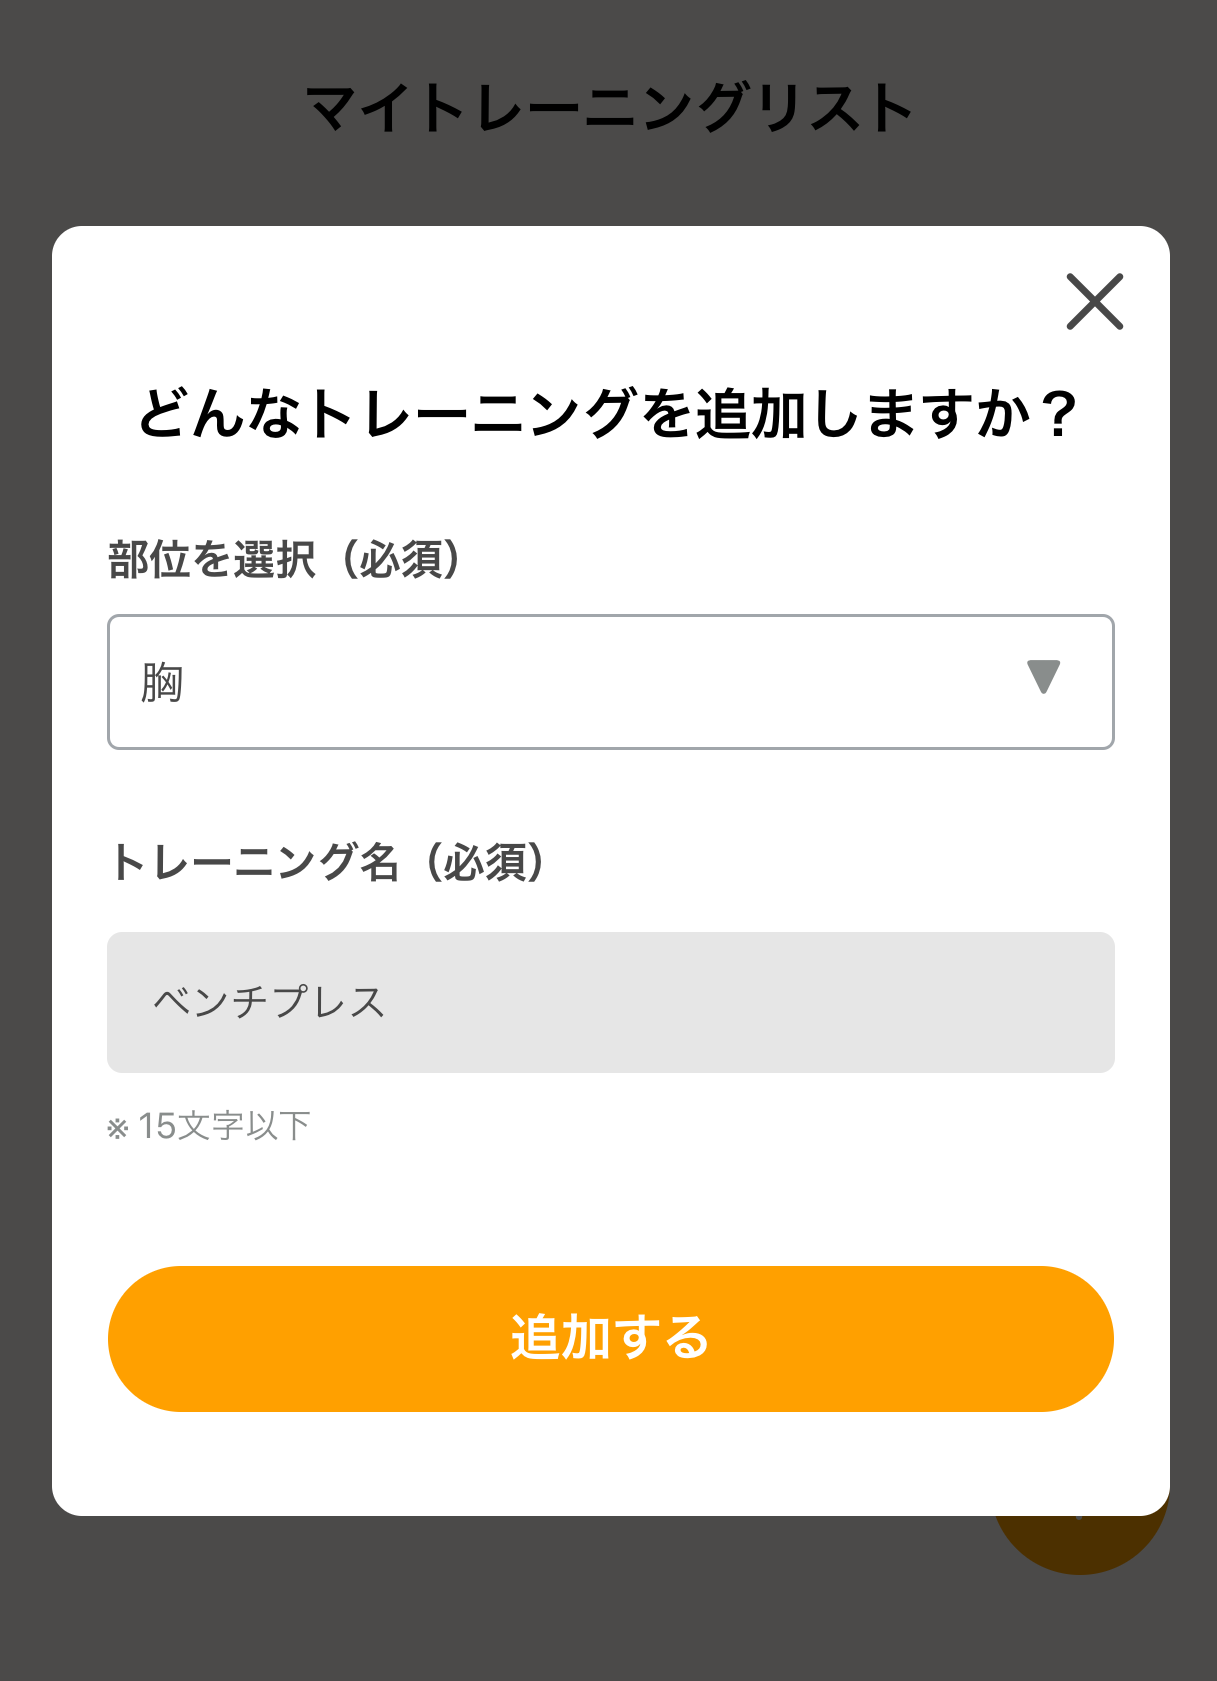 マイトレーニングリスト
どんなトレーニングを追加しますか？
部位を選択（必須）
胸
トレーニング名（必須）
ベンチプレス
※ 15文字以下
追加する